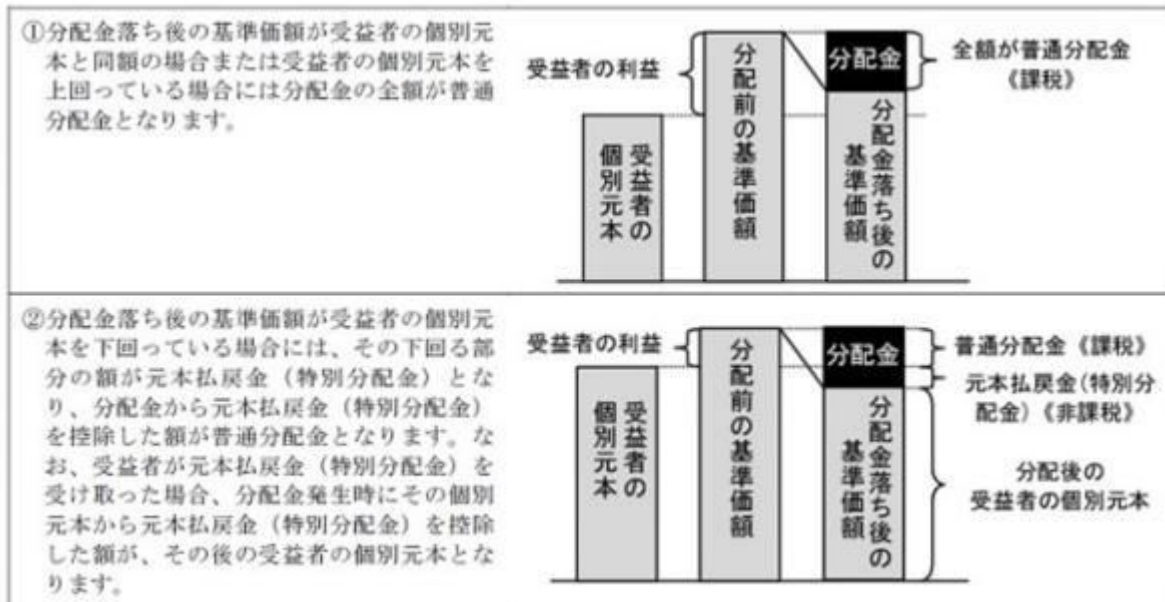 ①分配金落ち後の基準価額が受益者の個別元
本と同額の場合または受益者の個別元本を
上回っている場合には分配金の全額が普通
分配金となります。
受益者の利益
受益者の
個別元本
分配前の基準価額
分配金
分配金落ち後の
基準価額
全額が普通分配金
《課税》
②分配金落ち後の基準価額が受益者の個別元
本を下回っている場合には、その下回る部
分の額が元本払戻金（特別分配金）とな
り、分配金から元本払戻金（特別分配金）
を控除した額が普通分配金となります。な
お、受益者が元本払戻金（特別分配金）を
受け取った場合、分配金発生時にその個別
元本から元本払戻金（特別分配金）を控除
した額が、その後の受益者の個別元本とな
ります。
受益者の利益
受益者の
個別元本
分配前の基準価額
分配金
分配金落ち後の
基準価額
普通分配金《課税》
元本払戻金(特別分
配金)《非課税》
分配後の
受益者の個別元本